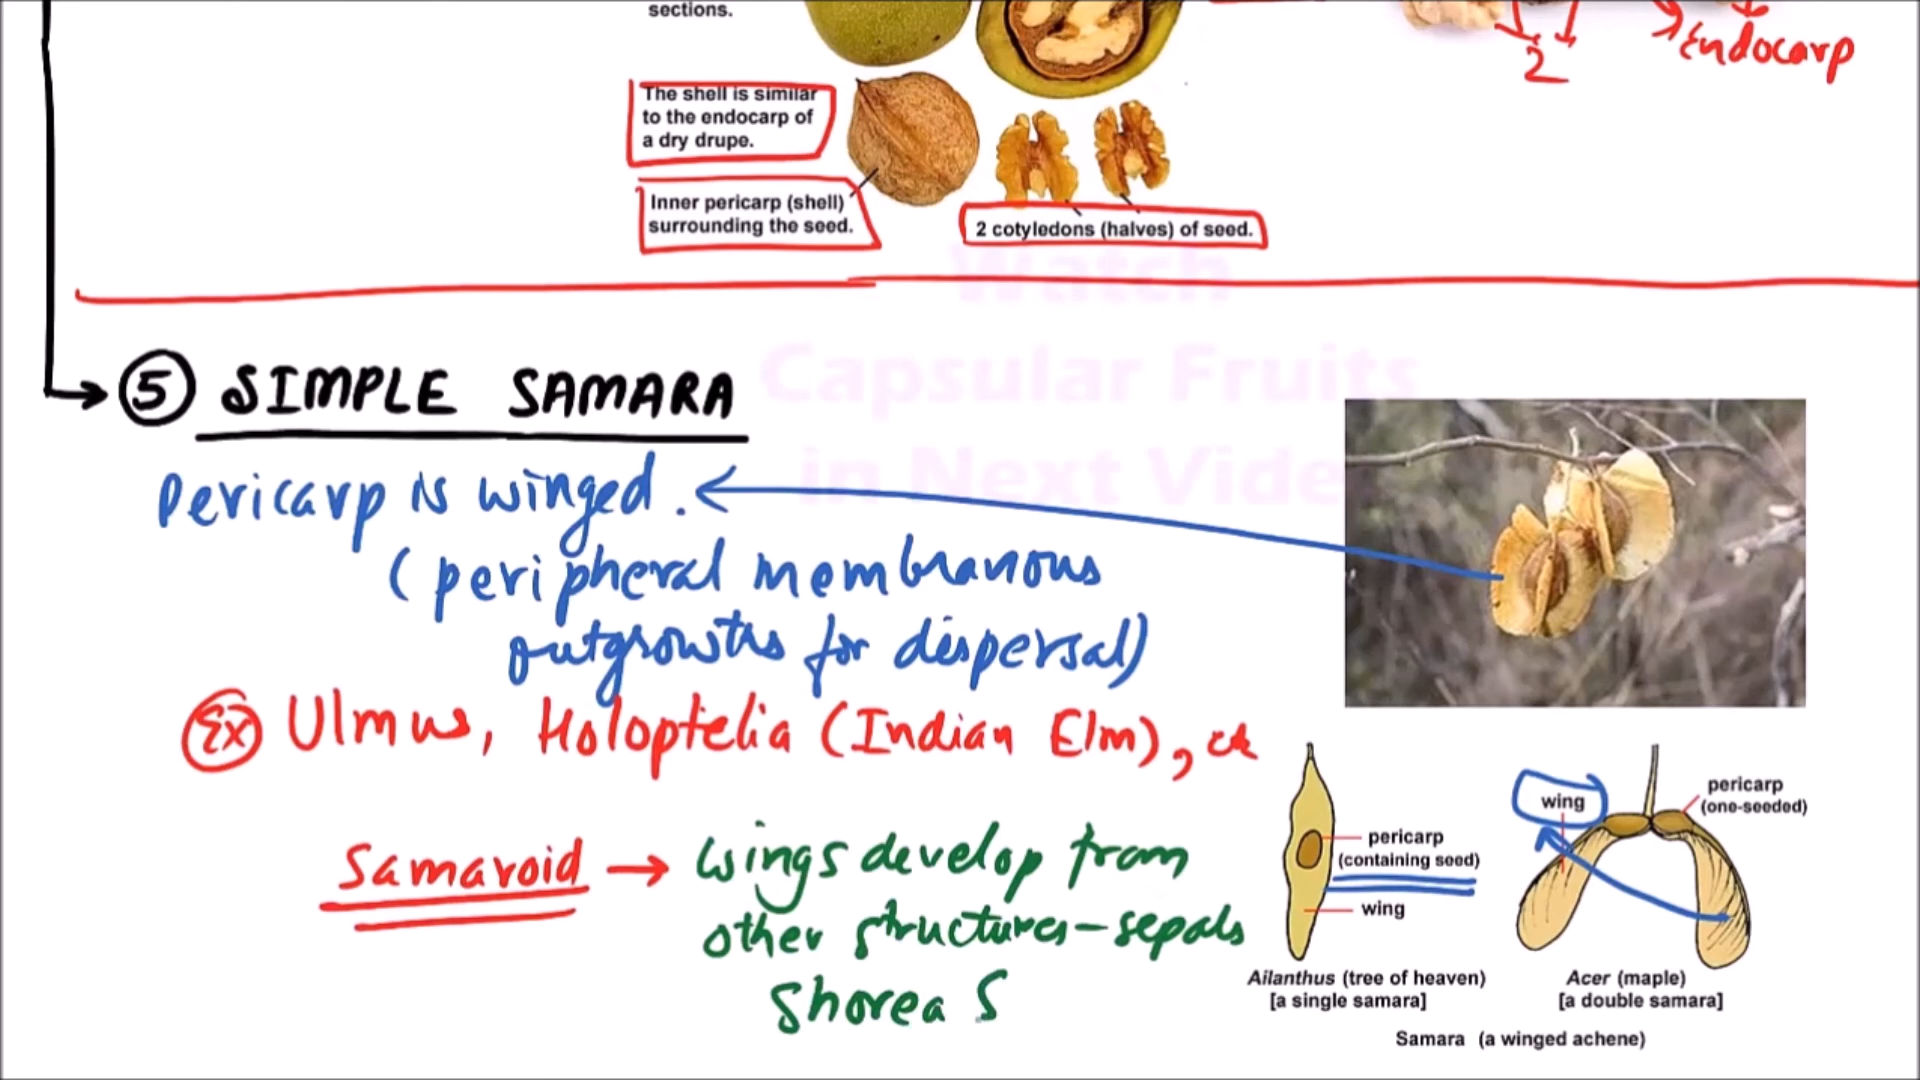 sections.
Endocarp
2
The shell is similar
to the endocarp of
a dry drupe.
Inner pericarp (shell)
surrounding the seed.
2 cotyledons (halves) of seed.
Watch
Capsular Fruits
in Next Vide
5 SIMPLE SAMARA
Pericarp is winged.
(peripheral membranous
outgrowths for dispersal)
Ex Ulmus, Holoptelia (Indian Elm),
Samaroid → Wings develop from
other structures-sepals
Shorea S
wing
pericarp
(one-seeded)
pericarp
(containing seed)
wing
Ailanthus (tree of heaven)
[a single samara]
Acer (maple)
[a double samara]
Samara (a winged achene)